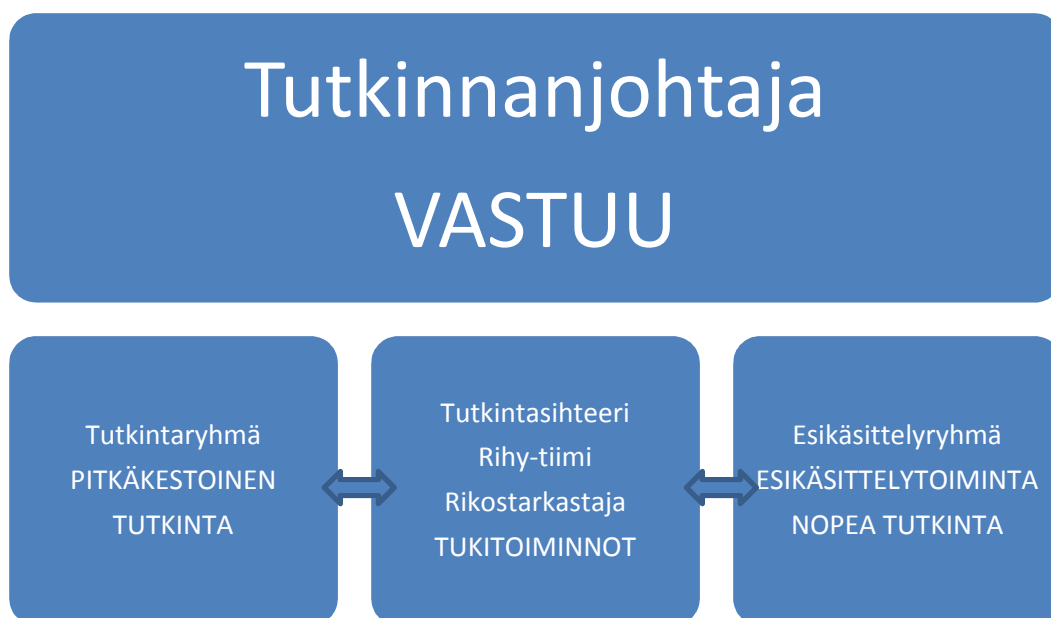 Tutkinnanjohtaja
VASTUU
Tutkintaryhmä
PITKÄKESTOINEN
TUTKINTA
Tutkintasihteeri
Rihy-tiimi
Rikostarkastaja
TUKITOIMINNOT
Esikäsittelyryhmä
ESIKÄSITTELYTOIMINTA
NOPEA TUTKINTA